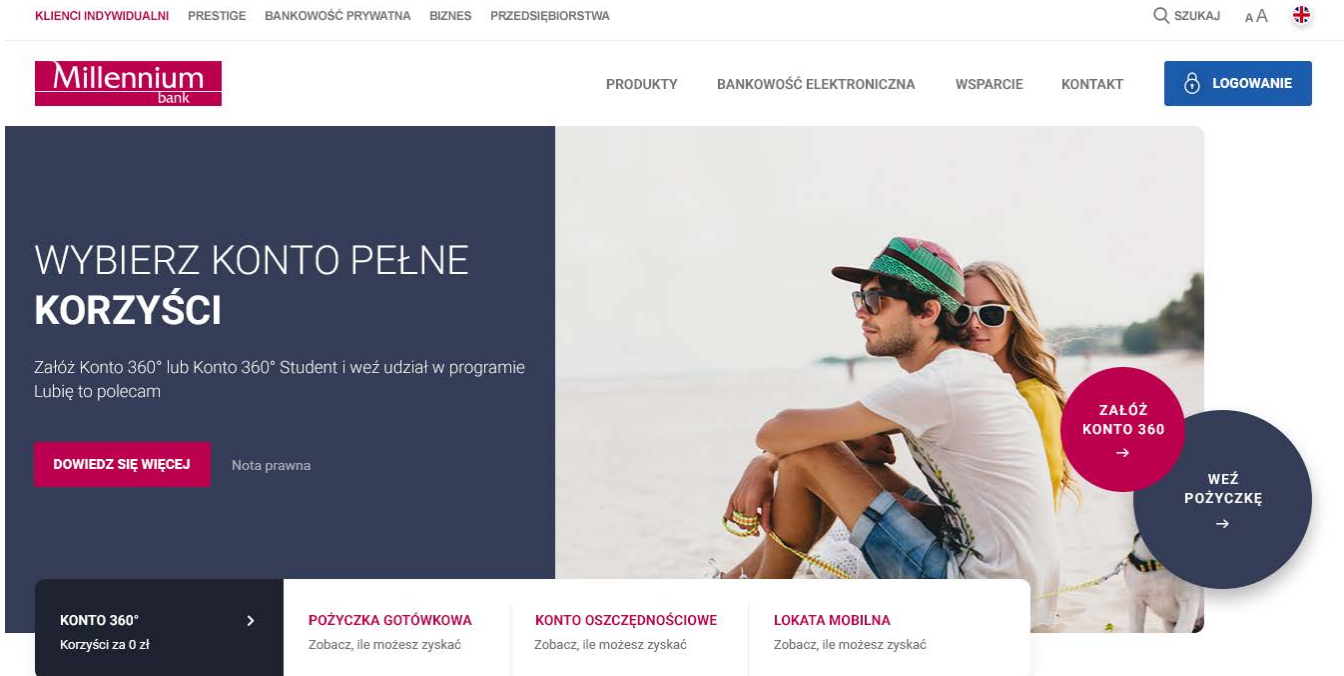 KLIENCI INDYWIDUALNI PRESTIGE BANKOWOŚĆ PRYWATNA BIZNES PRZEDSIĘBIORSTWA SZUKAJ AA
Millennium
bank
PRODUKTY BANKOWOŚĆ ELEKTRONICZNA WSPARCIE KONTAKT LOGOWANIE
WYBIERZ KONTO PEŁNE
KORZYŚCI
Załóż Konto 360° lub Konto 360° Student i weź udział w programie
Lubię to polecam
DOWIEDZ SIĘ WIĘCEJ Nota prawna
ZAŁÓŻ
KONTO 360
→
WEŹ
POŻYCZKĘ
→
KONTO 360°
Korzyści za 0 zł
POŻYCZKA GOTÓWKOWA
Zobacz, ile możesz zyskać
KONTO OSZCZĘDNOŚCIOWE
Zobacz, ile możesz zyskać
LOKATA MOBILNA
Zobacz, ile możesz zyskać